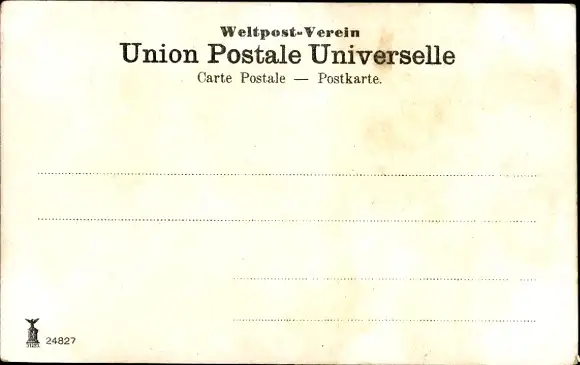 Weltpost-Verein
Union Postale Universelle
Carte Postale — Postkarte.
24827